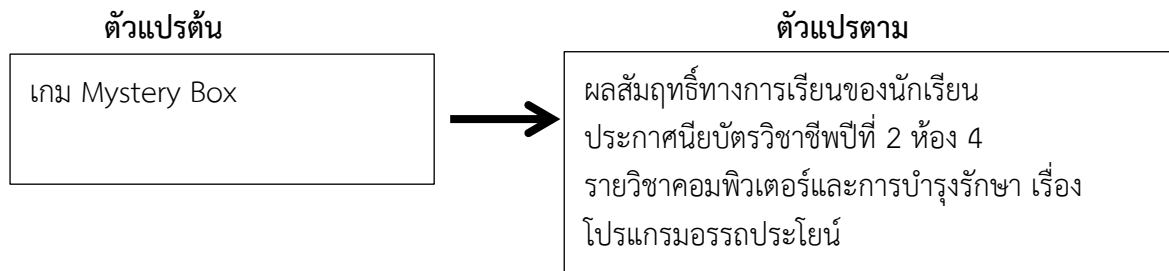 ตัวแปรต้น
ตัวแปรตาม
เกม Mystery Box
ผลสัมฤทธิ์ทางการเรียนของนักเรียน
ประกาศนียบัตรวิชาชีพปีที่ 2 ห้อง 4
รายวิชาคอมพิวเตอร์และการบำรุงรักษา เรื่อง
โปรแกรมอรรถประโยน์